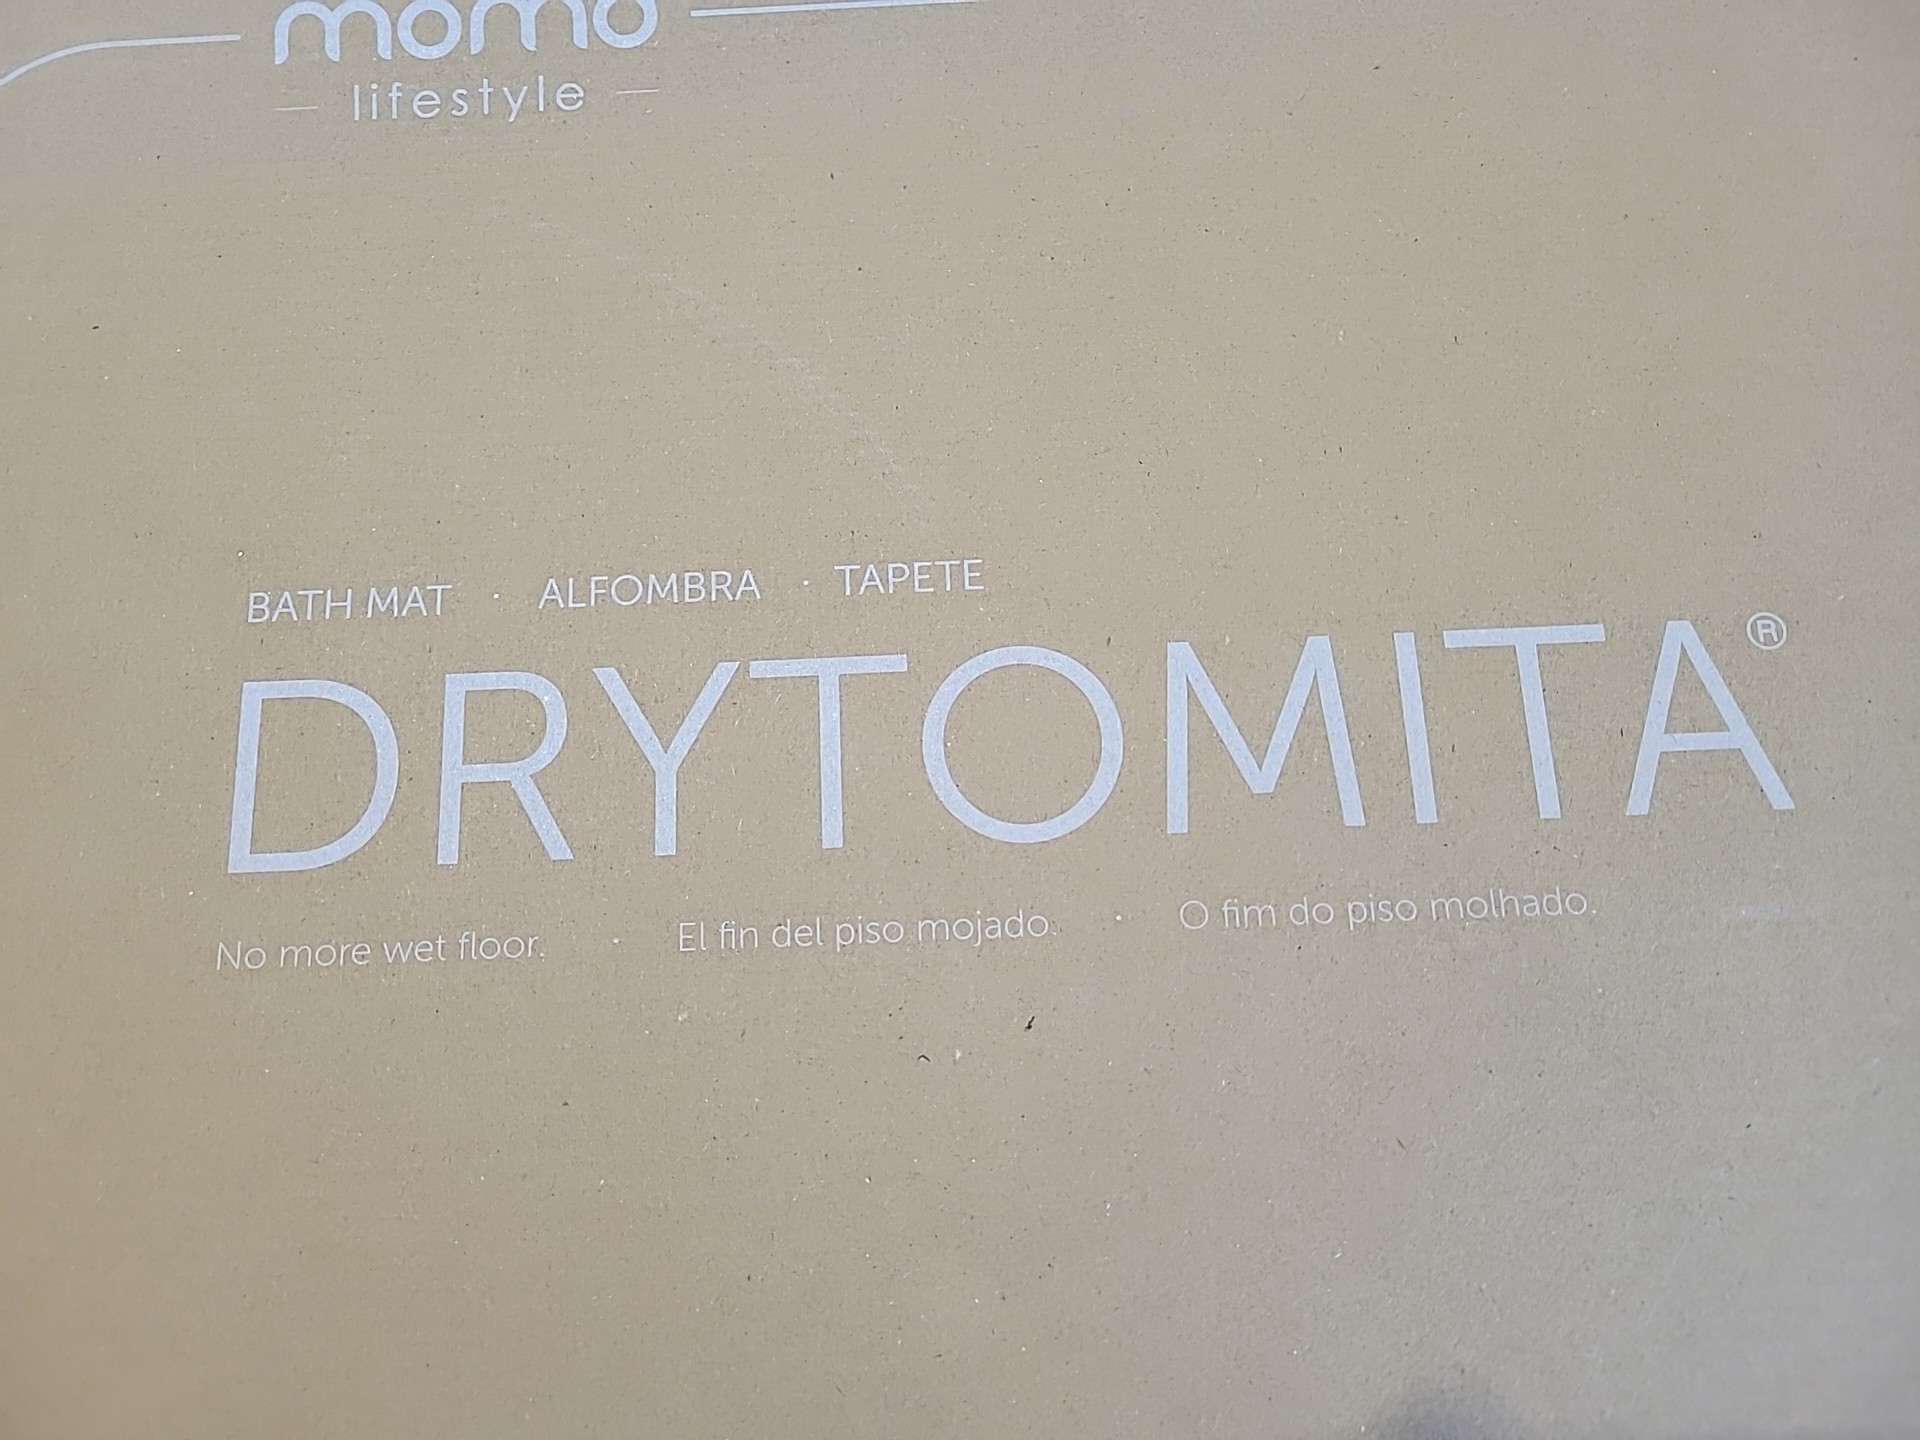 momo
lifestyle
BATH MAT · ALFOMBRA · TAPETE
DRYTOMITA®
No more wet floor. · El fin del piso mojado. · O fim do piso molhado.